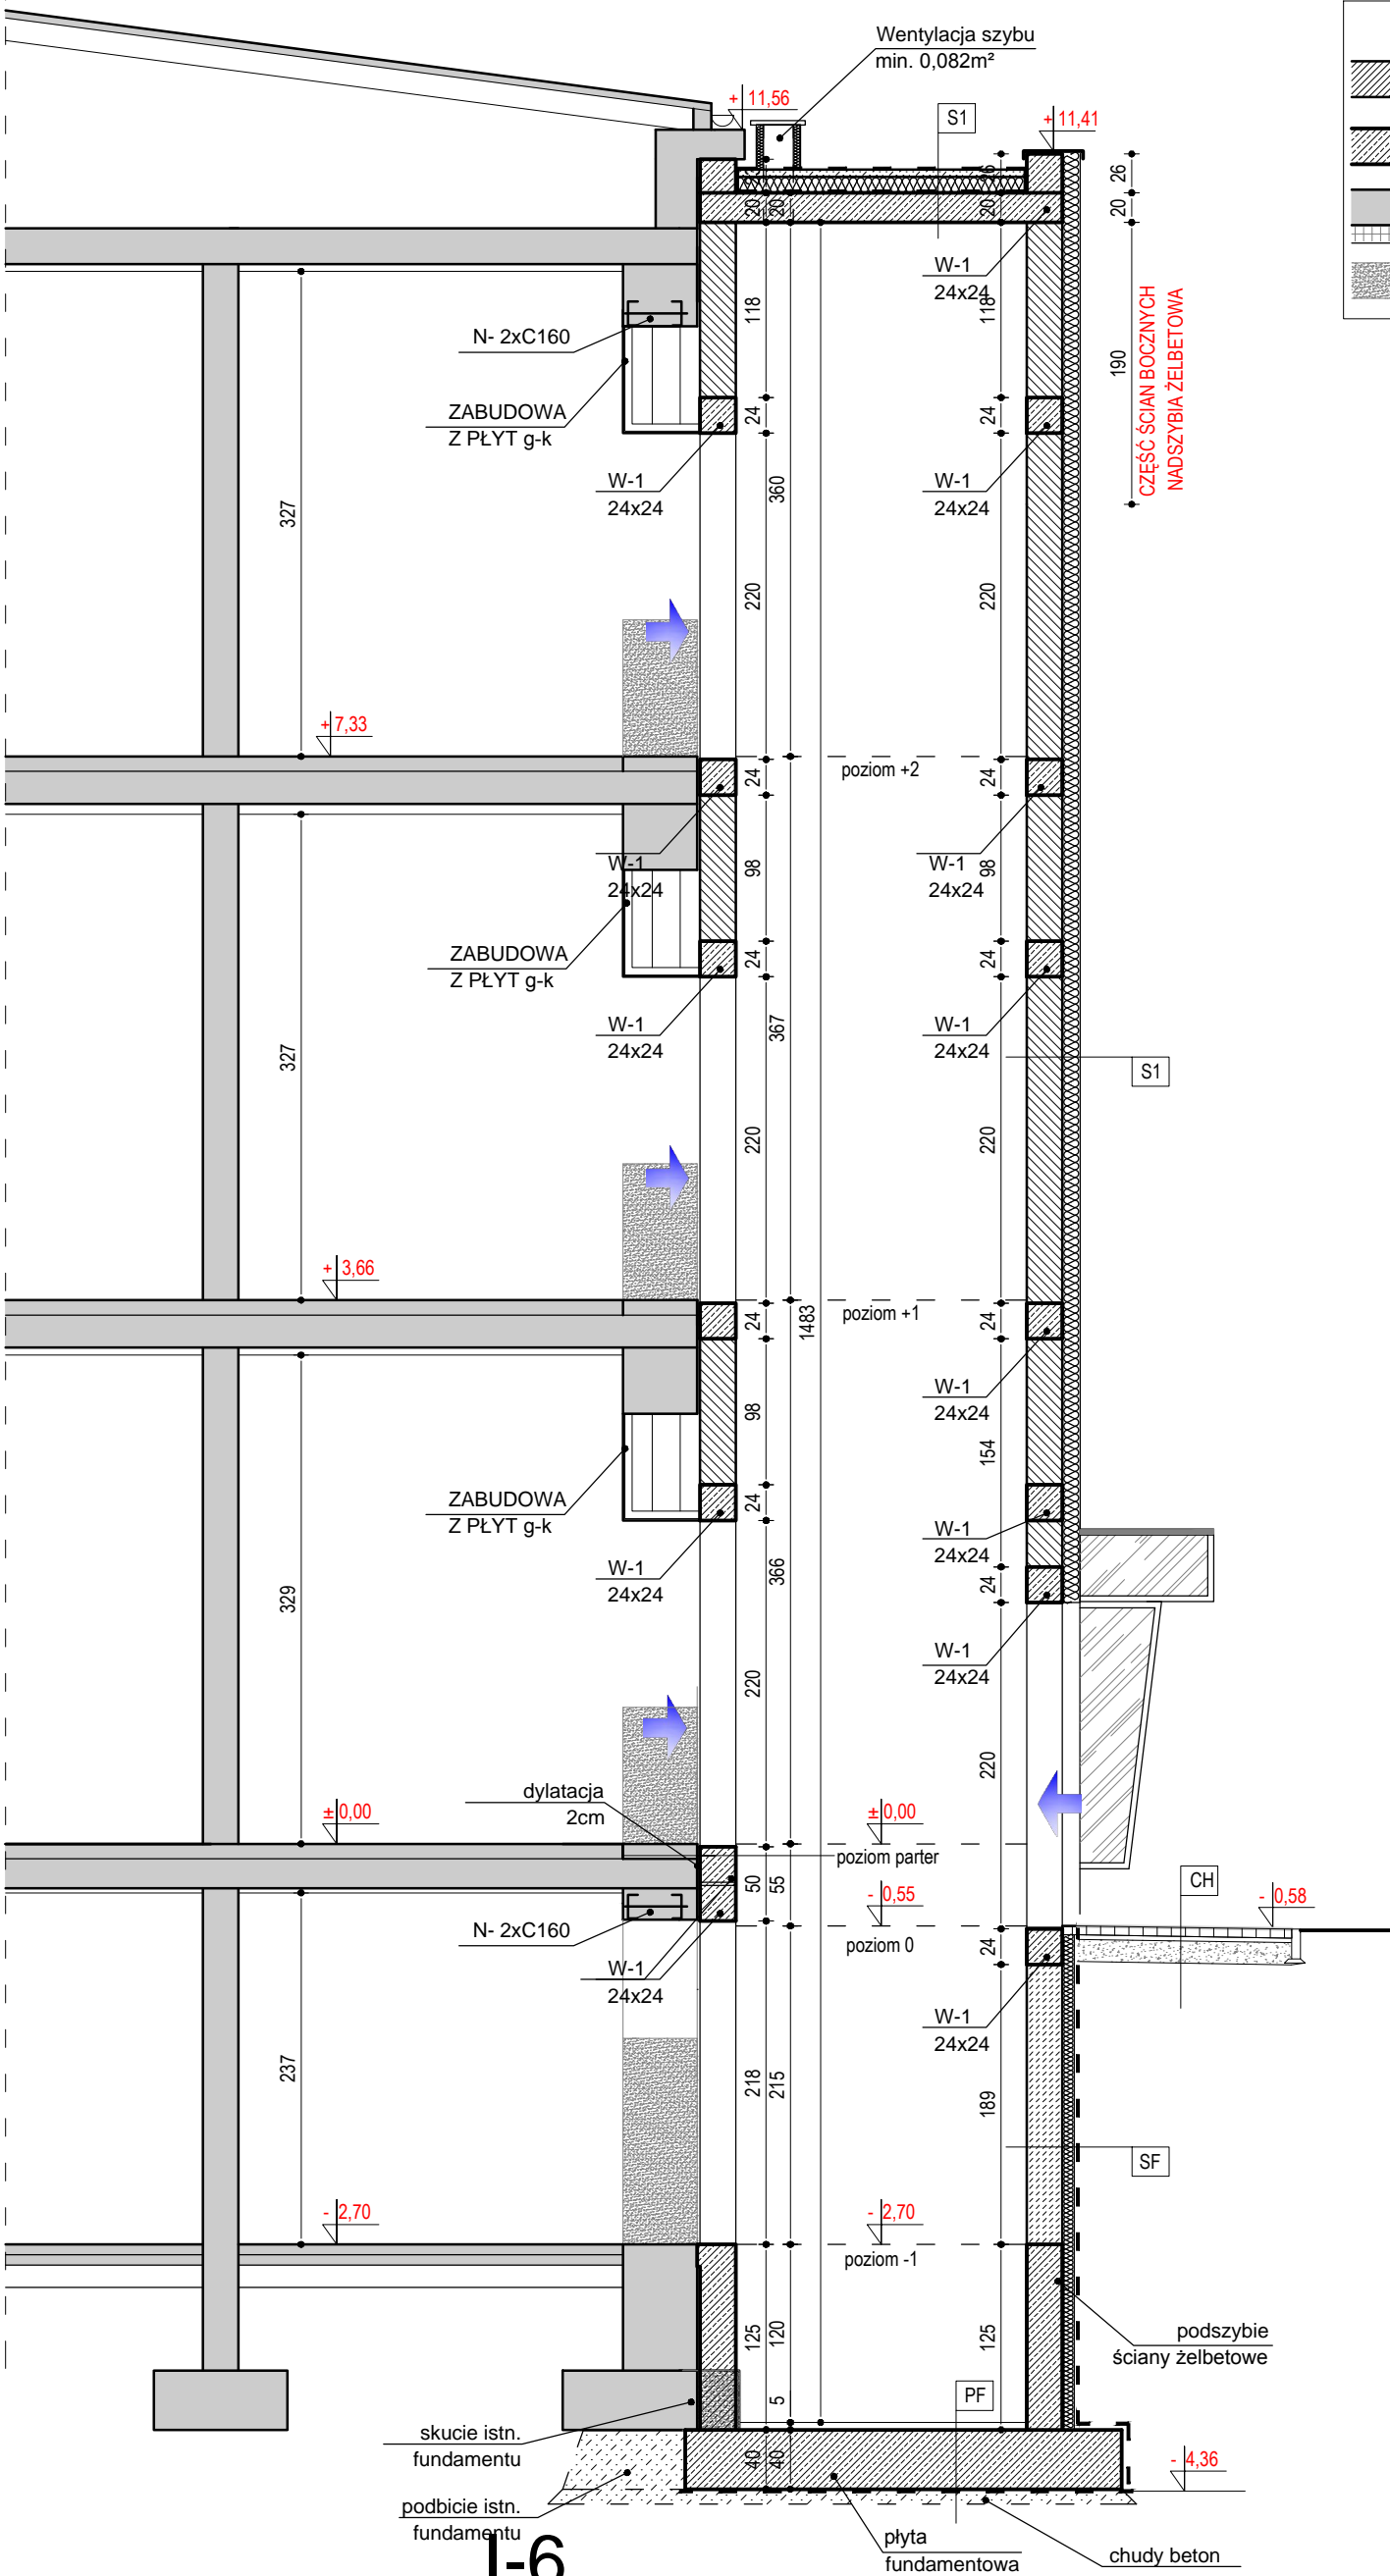 Wentylacja szybu
min. 0,082m²
+ 11,56
S1
+ 11,41
26
20
20
20
26
20
26
20
W-1
24x24
118
118
190
CZĘŚĆ ŚCIAN BOCZNYCH
NADSZYBIA ŻELBETOWA
N- 2xC160
ZABUDOWA
Z PŁYT g-k
24
24
W-1
24x24
W-1
24x24
360
327
220
220
+ 7,33
poziom +2
24
24
W-1
24x24
W-1
24x24
98
98
ZABUDOWA
Z PŁYT g-k
24
24
W-1
24x24
W-1
24x24
367
327
S1
220
220
+ 3,66
poziom +1
24
24
1483
W-1
24x24
98
154
ZABUDOWA
Z PŁYT g-k
24
W-1
24x24
W-1
24x24
366
24
329
W-1
24x24
220
220
dylatacja
2cm
± 0,00
± 0,00
poziom parter
50
55
CH
- 0,55
- 0,58
N- 2xC160
poziom 0
24
W-1
24x24
W-1
24x24
237
218
215
189
SF
- 2,70
- 2,70
poziom -1
125
120
125
podszybie
ściany żelbetowe
5
PF
skucie istn.
fundamentu
40
40
- 4,36
podbicie istn.
fundamentu
płyta
fundamentowa
chudy beton
I-6